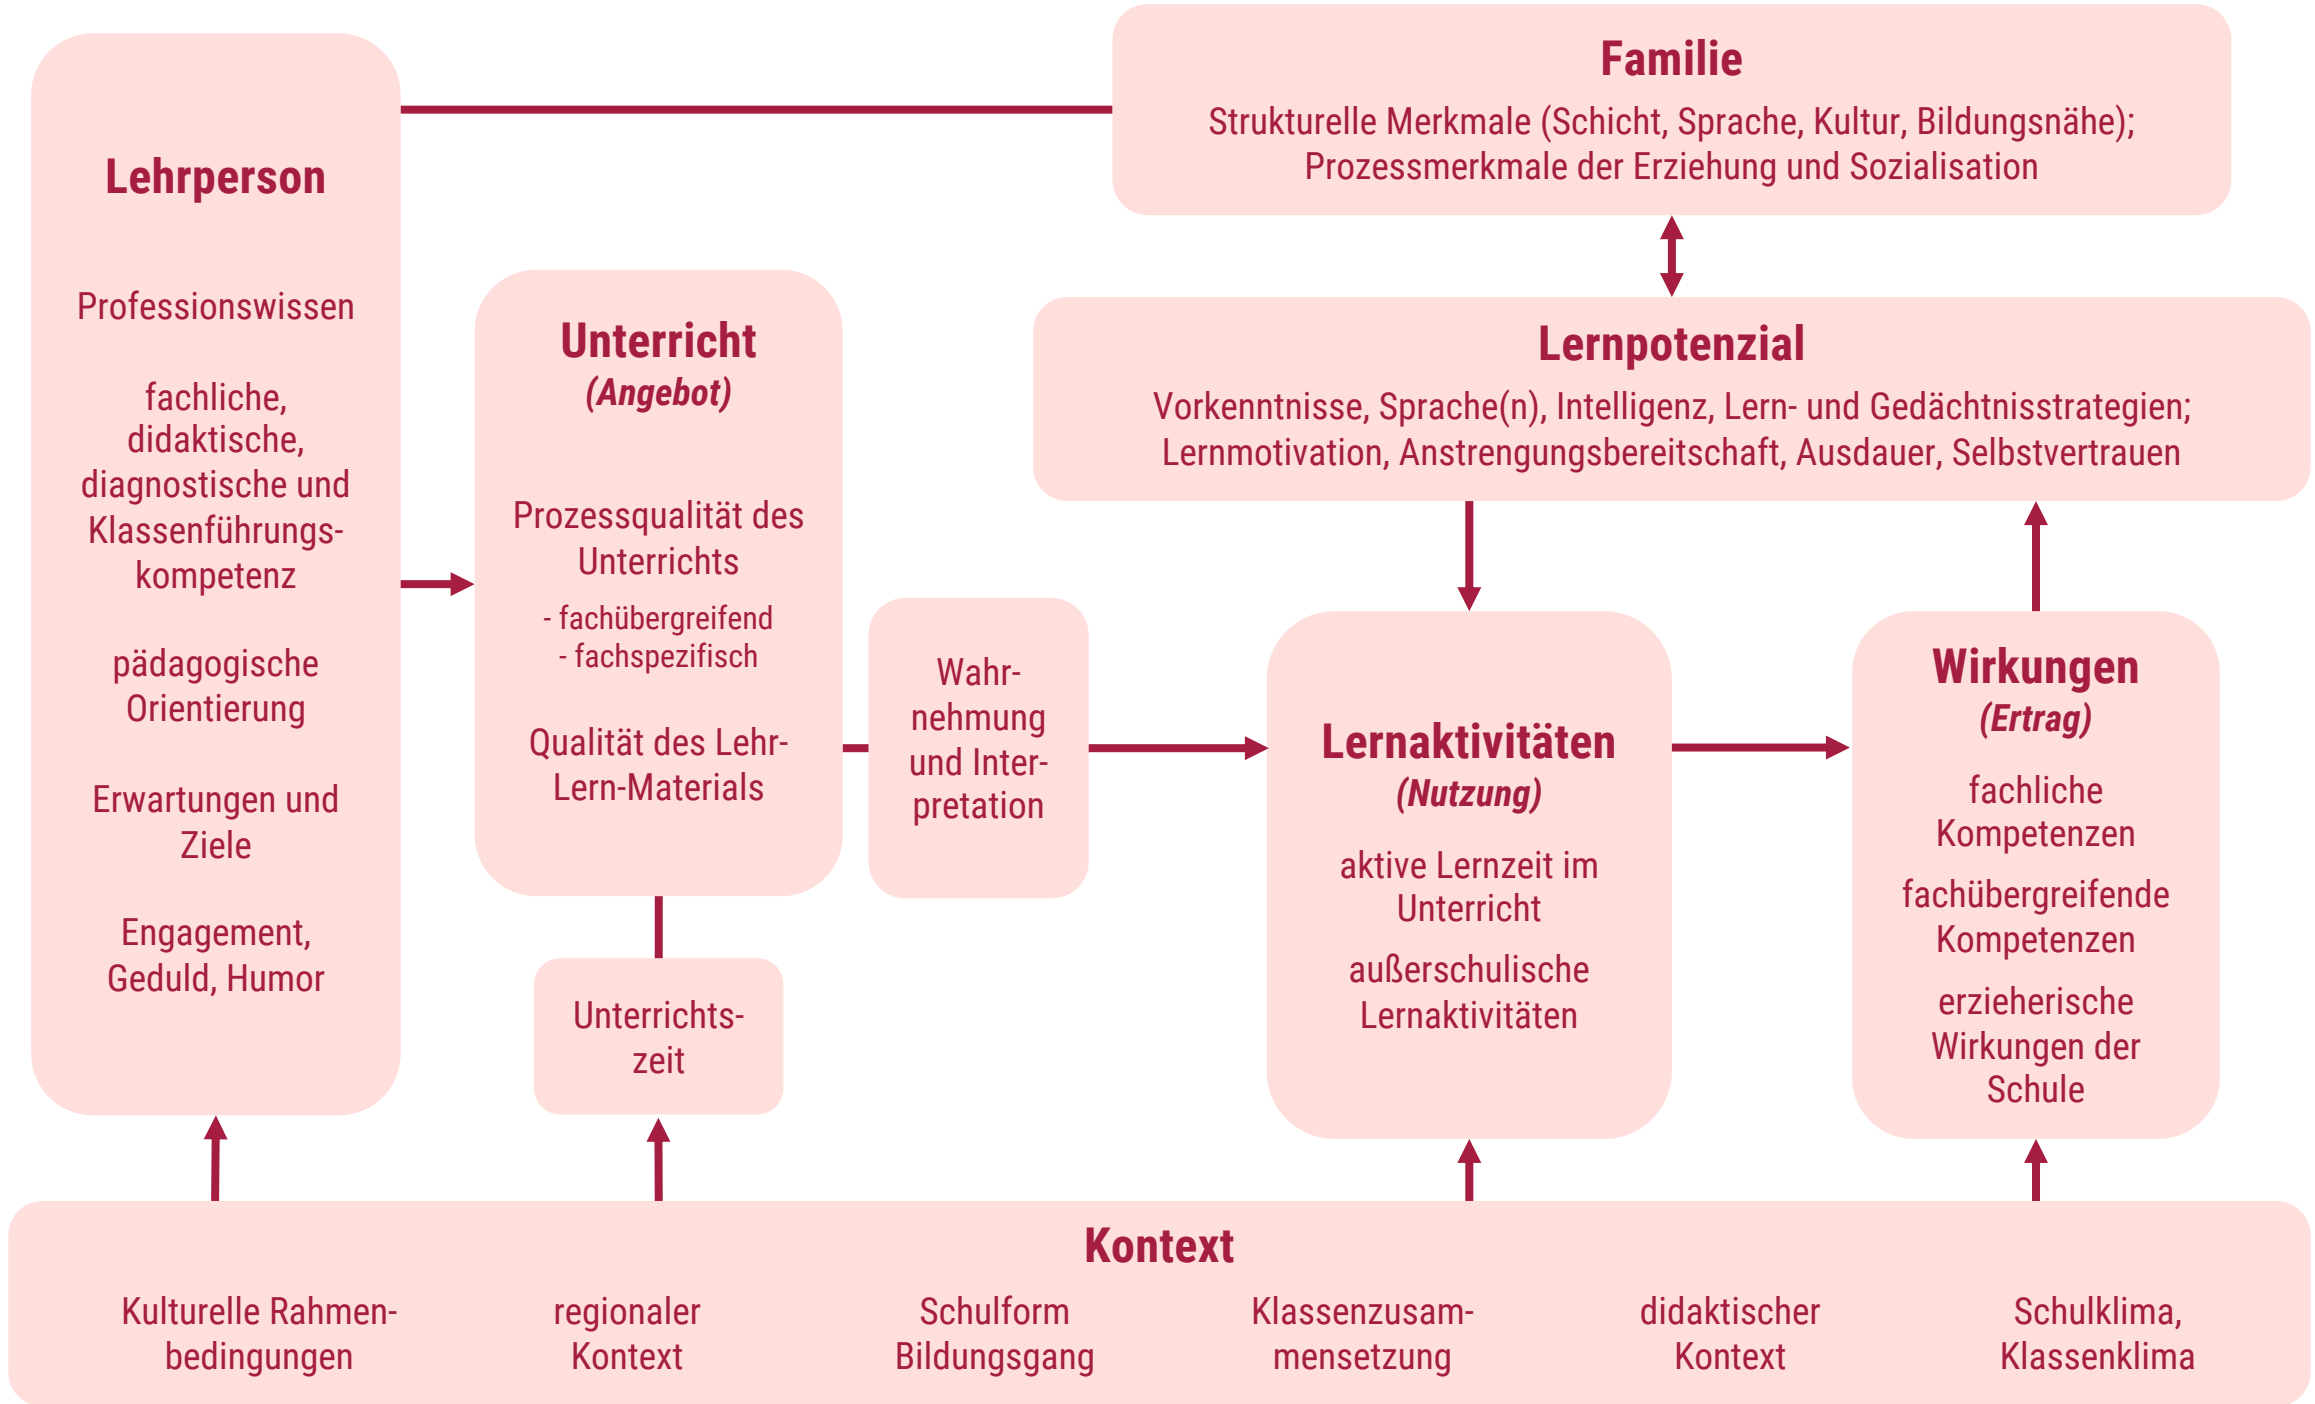 Lehrperson
Professionswissen
fachliche,
didaktische,
diagnostische und
Klassenführungs-
kompetenz
pädagogische
Orientierung
Erwartungen und
Ziele
Engagement,
Geduld, Humor
Unterricht
(Angebot)
Prozessqualität des
Unterrichts
- fachübergreifend
- fachspezifisch
Qualität des Lehr-
Lern-Materials
Unterrichts-
zeit
Wahr-
nehmung
und Inter-
pretation
Familie
Strukturelle Merkmale (Schicht, Sprache, Kultur, Bildungsnähe);
Prozessmerkmale der Erziehung und Sozialisation
Lernpotenzial
Vorkenntnisse, Sprache(n), Intelligenz, Lern- und Gedächtnisstrategien;
Lernmotivation, Anstrengungsbereitschaft, Ausdauer, Selbstvertrauen
Lernaktivitäten
(Nutzung)
aktive Lernzeit im
Unterricht
außerschulische
Lernaktivitäten
Wirkungen
(Ertrag)
fachliche
Kompetenzen
fachübergreifende
Kompetenzen
erzieherische
Wirkungen der
Schule
Kontext
Kulturelle Rahmen-
bedingungen
regionaler
Kontext
Schulform
Bildungsgang
Klassenzusam-
mensetzung
didaktischer
Kontext
Schulklima,
Klassenklima